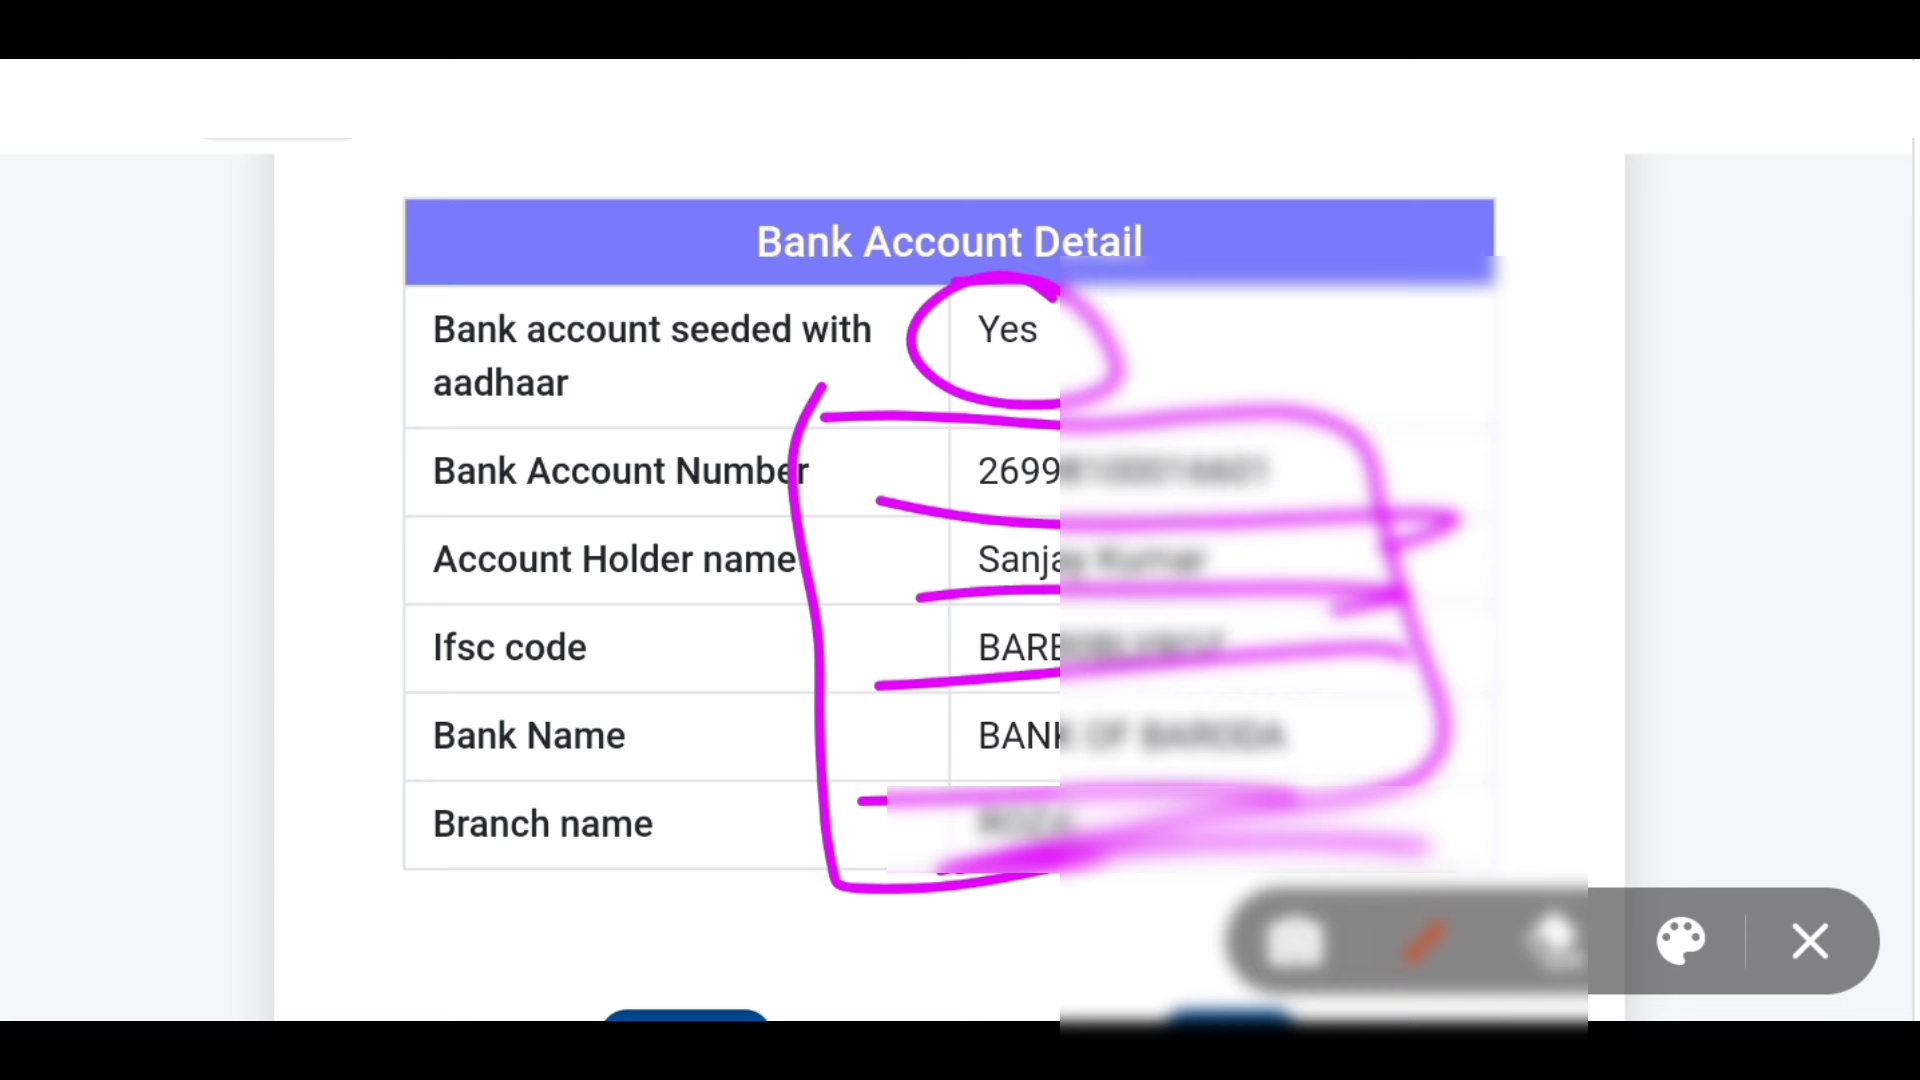 Bank Account Detail
Bank account seeded with aadhaar Yes
Bank Account Number 2699
Account Holder name Sanja
Ifsc code BAR
Bank Name BANK
Branch name